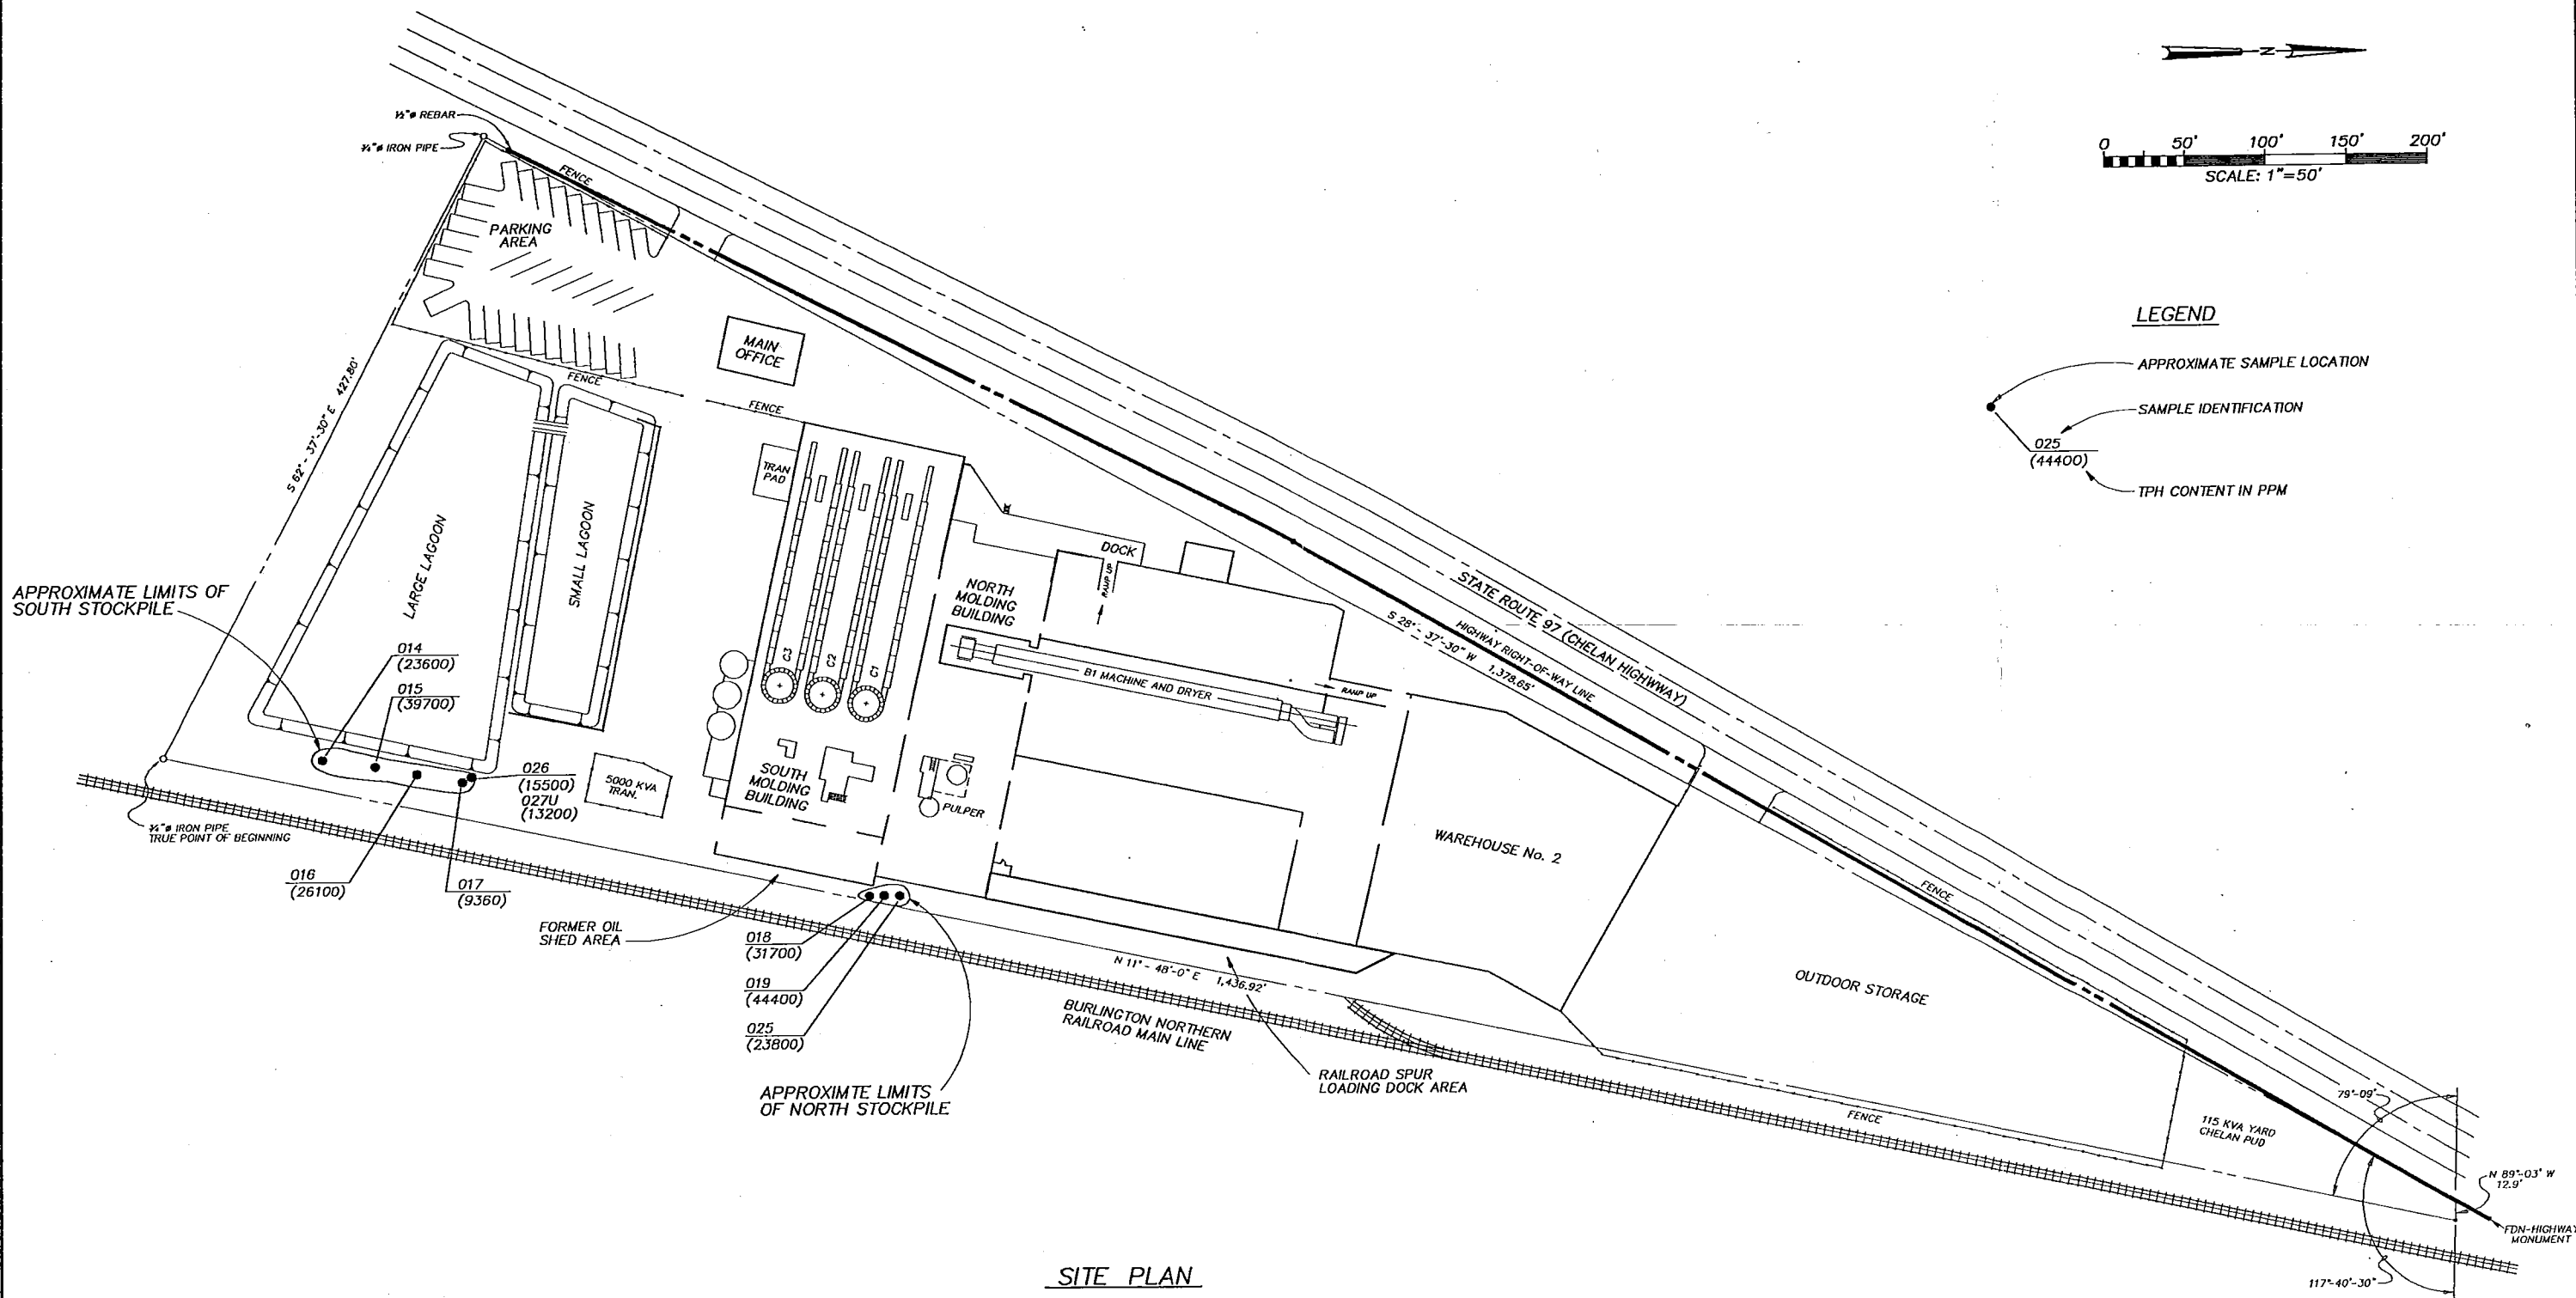 N
0 50' 100' 150' 200'
SCALE: 1"=50'
LEGEND
APPROXIMATE SAMPLE LOCATION
SAMPLE IDENTIFICATION
025
(44400)
TPH CONTENT IN PPM
½"ø REBAR
¾"ø IRON PIPE
FENCE
PARKING
AREA
MAIN
OFFICE
FENCE
FENCE
S 62° - 37'-30" E 427.80'
TRAN
PAD
LARGE LAGOON
SMALL LAGOON
DOCK
RAMP UP
NORTH
MOLDING
BUILDING
STATE ROUTE 97 (CHELAN HIGHWWAY)
HIGHWAY RIGHT-OF-WAY LINE
S 28° - 37'-30" W 1,378.65'
APPROXIMATE LIMITS OF
SOUTH STOCKPILE
014
(23600)
015
(39700)
C3
C2
C1
B1 MACHINE AND DRYER
RAMP UP
026
(15500)
027U
(13200)
5000 KVA
TRAN.
SOUTH
MOLDING
BUILDING
PULPER
¾"ø IRON PIPE
TRUE POINT OF BEGINNING
WAREHOUSE No. 2
016
(26100)
017
(9360)
FENCE
FORMER OIL
SHED AREA
018
(31700)
019
(44400)
025
(23800)
N 11° - 48'-0" E 1,436.92'
BURLINGTON NORTHERN
RAILROAD MAIN LINE
OUTDOOR STORAGE
APPROXIMTE LIMITS
OF NORTH STOCKPILE
RAILROAD SPUR
LOADING DOCK AREA
FENCE
79°-09'
115 KVA YARD
CHELAN PUD
N 89°-03' W
12.9'
FDN-HIGHWAY
MONUMENT
117°-40'-30"
SITE PLAN